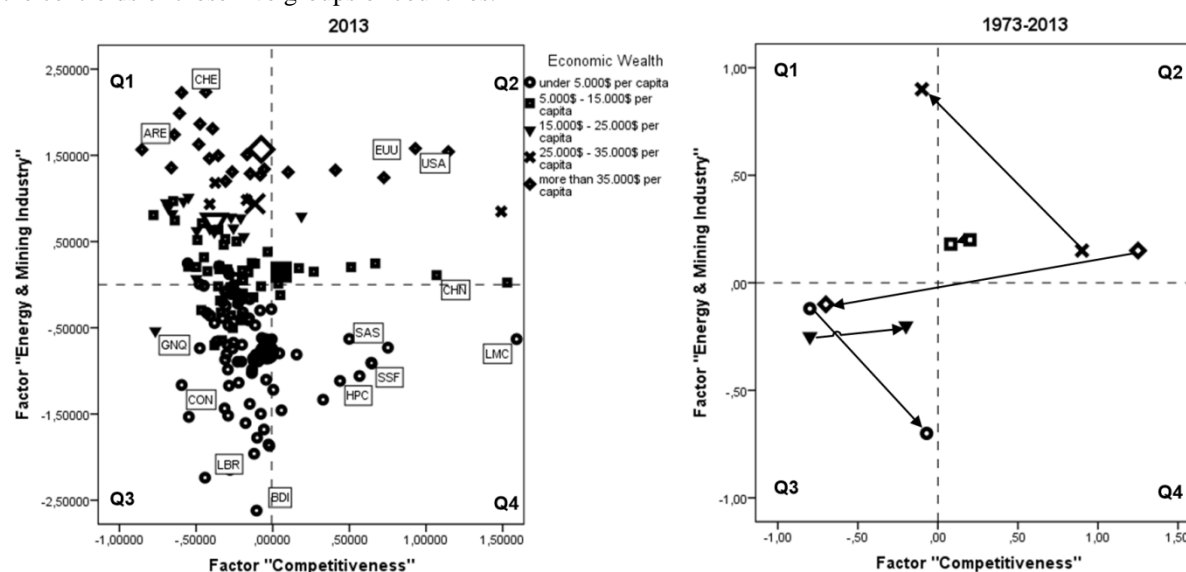 2013
2,50000
1,50000
,50000
-,50000
-1,50000
-2,50000
Factor "Energy & Mining Industry"
Q1
Q2
Q3
Q4
CHE
ARE
EUU
USA
CHN
SAS
LMC
GNQ
SSF
HPC
CON
LBR
BDI
-1,00000 -,50000 ,00000 ,50000 1,00000 1,50000
Factor "Competitiveness"
Economic Wealth
under 5.000$ per capita
5.000$ - 15.000$ per
capita
15.000$ - 25.000$ per
capita
25.000$ - 35.000$ per
capita
more than 35.000$ per
capita
1973-2013
1,00
,50
,00
-,50
-1,00
Factor "Energy & Mining Industry"
Q1
Q2
Q3
Q4
-1,00 -,50 ,00 ,50 1,00 1,50
Factor "Competitiveness"